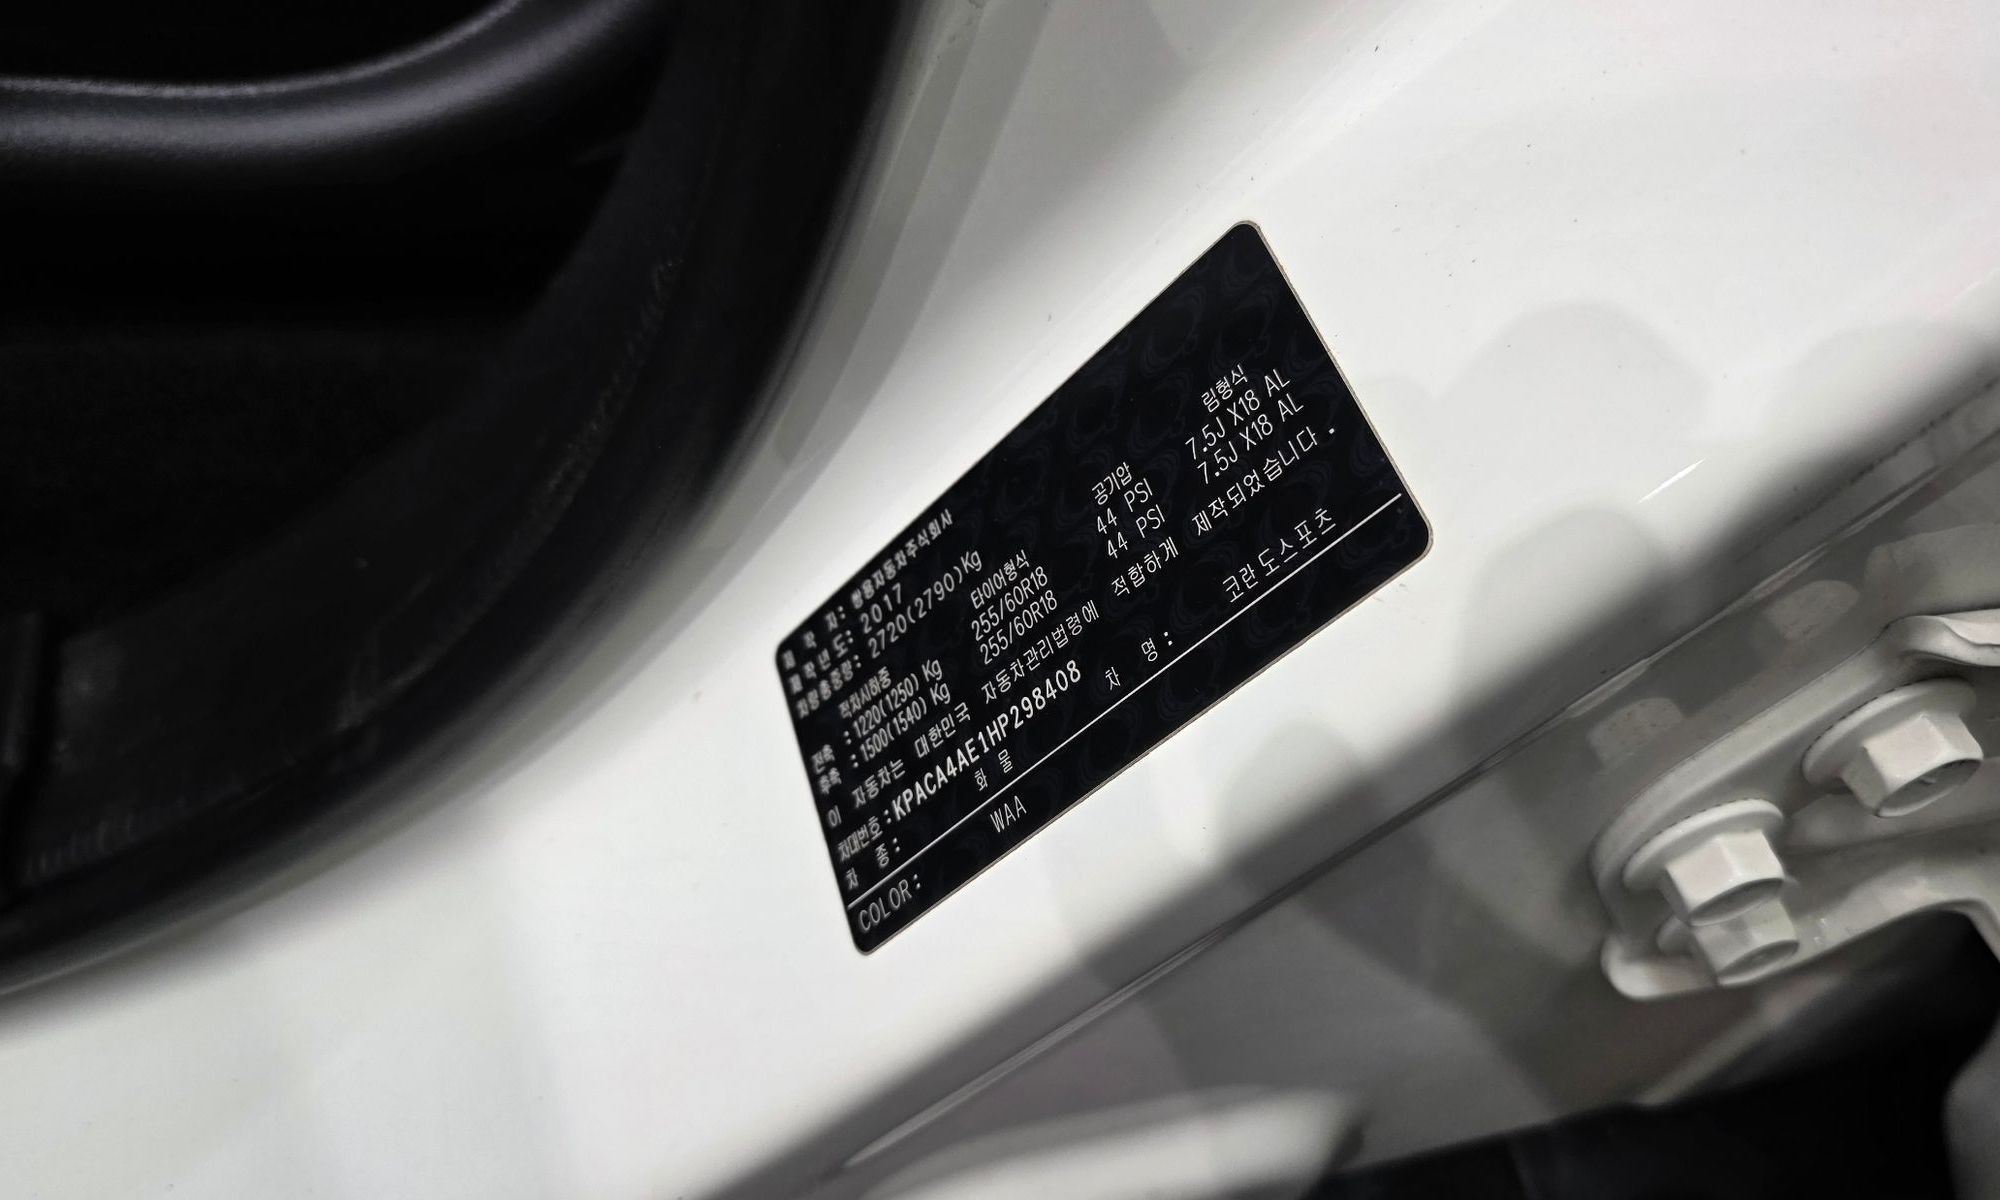 제 작 자: 쌍용자동차주식회사
제작년도: 2017
차량총중량: 2720(2790)Kg
적차시하중 타이어형식 공기압 림형식
전축 :1220(1250) Kg 255/60R18 44 PSI 7.5J X18 AL
후축 :1500(1540) Kg 255/60R18 44 PSI 7.5J X18 AL
이 자동차는 대한민국 자동차관리법령에 적합하게 제작되었습니다.
차대번호:KPACA4AE1HP298408
차 종: 화 물 차 명: 코란도스포츠
COLOR: WAA